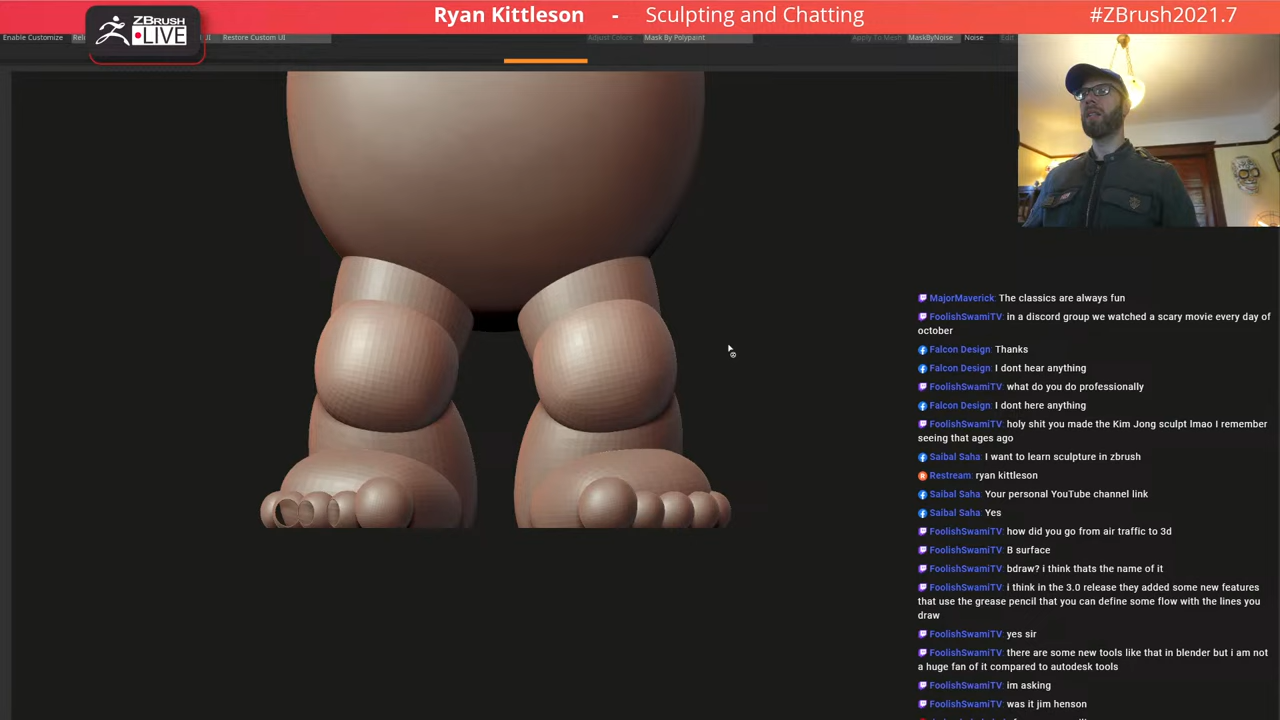 Ryan Kittleson - Sculpting and Chatting #ZBrush2021.7
ZBRUSH
LIVE
Enable Customize
UI
Restore Custom UI
Adjust Colors
Mask By Polypaint
Apply To Mesh
MaskByNoise
Noise
Edit
MajorMaverick: The classics are always fun
FoolishSwamiTV: in a discord group we watched a scary movie every day of
october
Falcon Design: Thanks
Falcon Design: I dont hear anything
FoolishSwamiTV: what do you do professionally
Falcon Design: I dont here anything
FoolishSwamiTV: holy shit you made the Kim Jong sculpt lmao I remember
seeing that ages ago
Saibal Saha: I want to learn sculpture in zbrush
Restream: ryan kittleson
Saibal Saha: Your personal YouTube channel link
Saibal Saha: Yes
FoolishSwamiTV: how did you go from air traffic to 3d
FoolishSwamiTV: B surface
FoolishSwamiTV: bdraw? i think thats the name of it
FoolishSwamiTV: i think in the 3.0 release they added some new features
that use the grease pencil that you can define some flow with the lines you
draw
FoolishSwamiTV: yes sir
FoolishSwamiTV: there are some new tools like that in blender but i am not
a huge fan of it compared to autodesk tools
FoolishSwamiTV: im asking
FoolishSwamiTV: was it jim henson